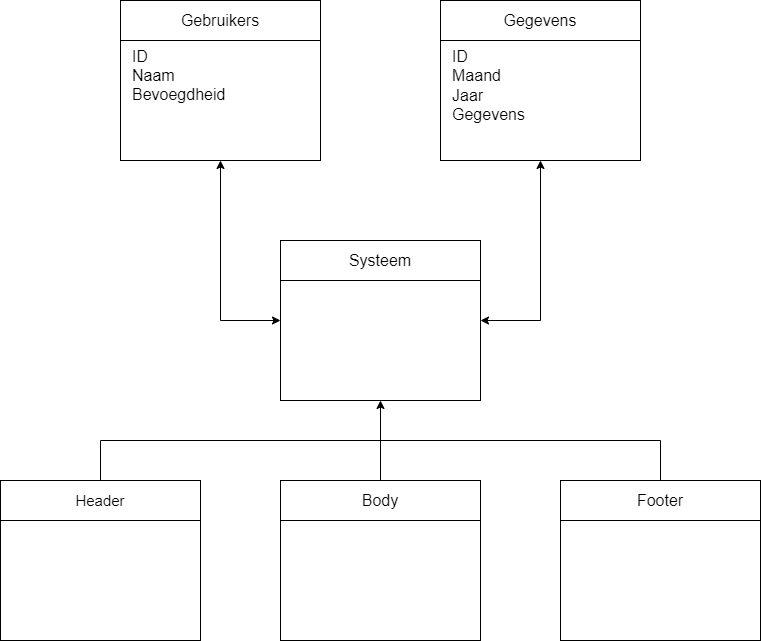 Gebruikers
ID
Naam
Bevoegdheid
Gegevens
ID
Maand
Jaar
Gegevens
Systeem
Header
Body
Footer